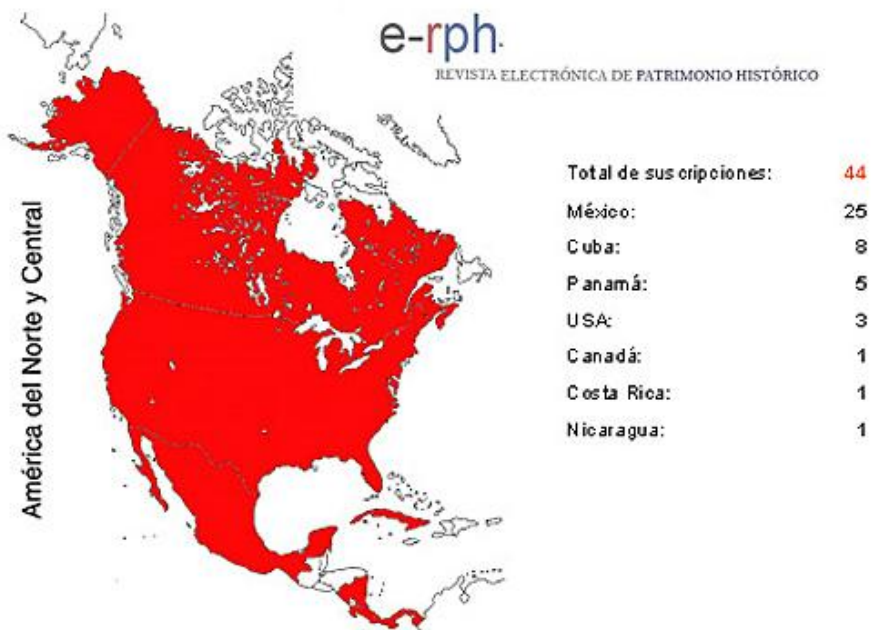 e-rph.
REVISTA ELECTRÓNICA DE PATRIMONIO HISTÓRICO
América del Norte y Central
Total de suscripciones: 44
México: 25
Cuba: 8
Panamá: 5
USA: 3
Canadá: 1
Costa Rica: 1
Nicaragua: 1